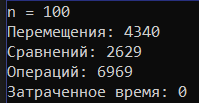 n = 100
Перемещения: 4340
Сравнений: 2629
Операций: 6969
Затраченное время: 0